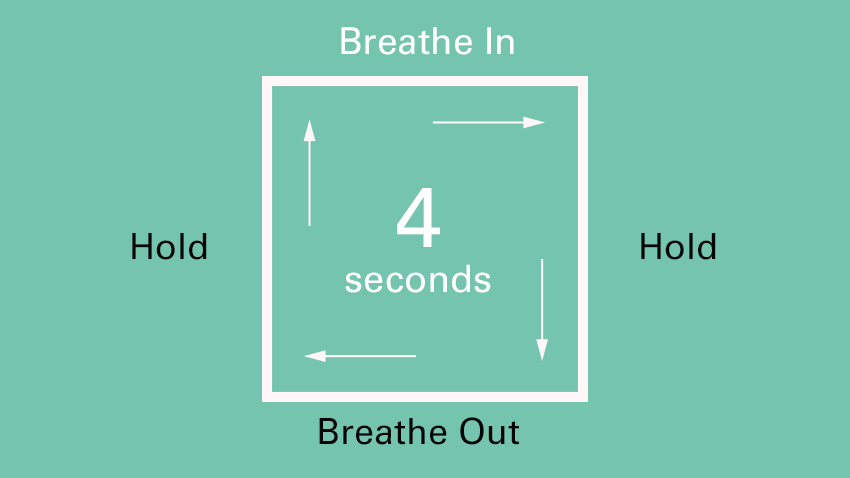 Breathe In
Hold
4
seconds
Hold
Breathe Out